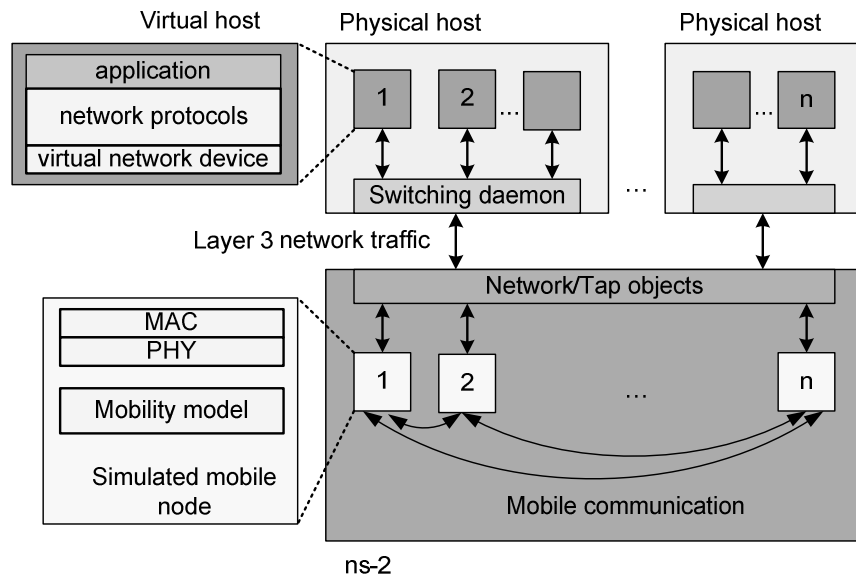 Virtual host
Physical host
Physical host
application
network protocols
virtual network device
1
2
...
... n
Switching daemon
...
Layer 3 network traffic
Network/Tap objects
MAC
PHY
Mobility model
Simulated mobile
node
1
2
...
n
Mobile communication
ns-2